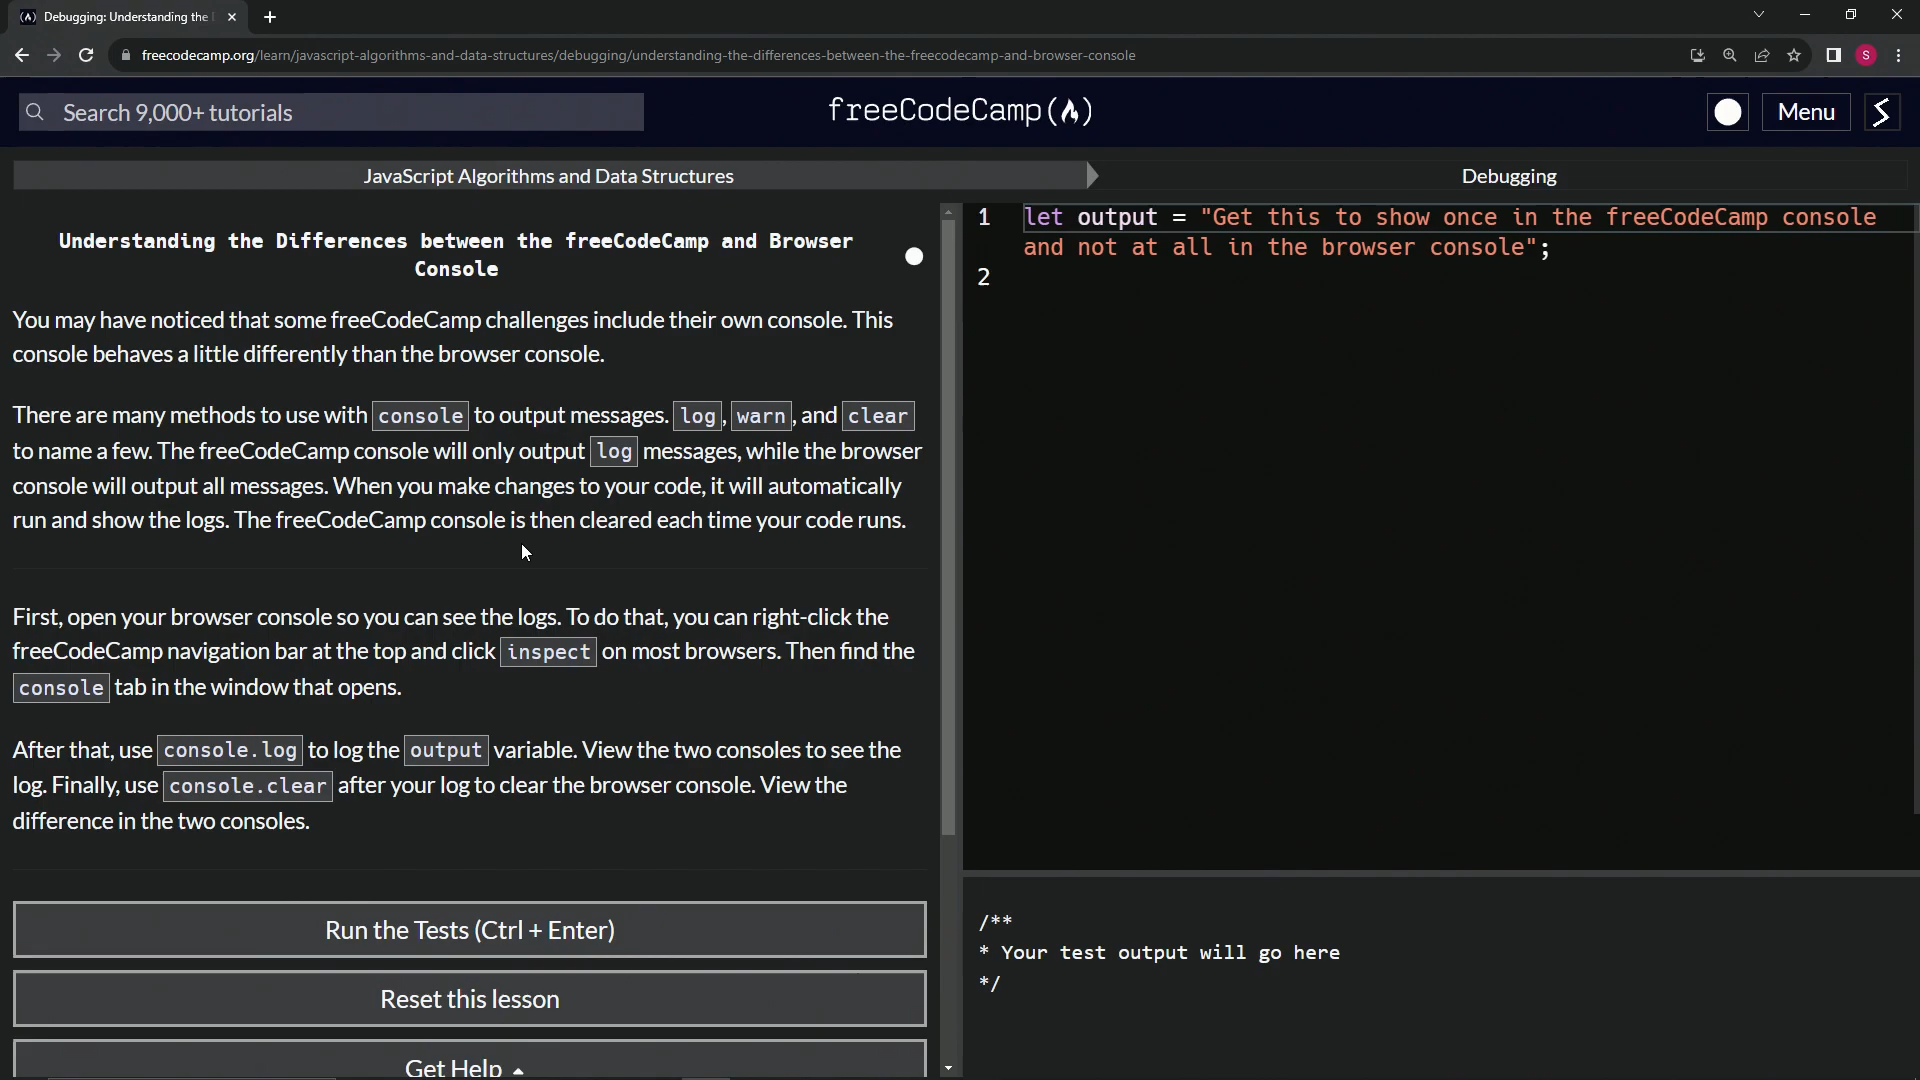 Debugging: Understanding the
freecodecamp.org/learn/javascript-algorithms-and-data-structures/debugging/understanding-the-differences-between-the-freecodecamp-and-browser-console
S
Search 9,000+ tutorials
freeCodeCamp
Menu
JavaScript Algorithms and Data Structures
Debugging
Understanding the Differences between the freeCodeCamp and Browser
Console
You may have noticed that some freeCodeCamp challenges include their own console. This
console behaves a little differently than the browser console.
There are many methods to use with console to output messages. log, warn, and clear
to name a few. The freeCodeCamp console will only output log messages, while the browser
console will output all messages. When you make changes to your code, it will automatically
run and show the logs. The freeCodeCamp console is then cleared each time your code runs.
First, open your browser console so you can see the logs. To do that, you can right-click the
freeCodeCamp navigation bar at the top and click inspect on most browsers. Then find the
console tab in the window that opens.
After that, use console.log to log the output variable. View the two consoles to see the
log. Finally, use console.clear after your log to clear the browser console. View the
difference in the two consoles.
Run the Tests (Ctrl + Enter)
Reset this lesson
Get Help
1 let output = "Get this to show once in the freeCodeCamp console
and not at all in the browser console";
2
/**
* Your test output will go here
*/